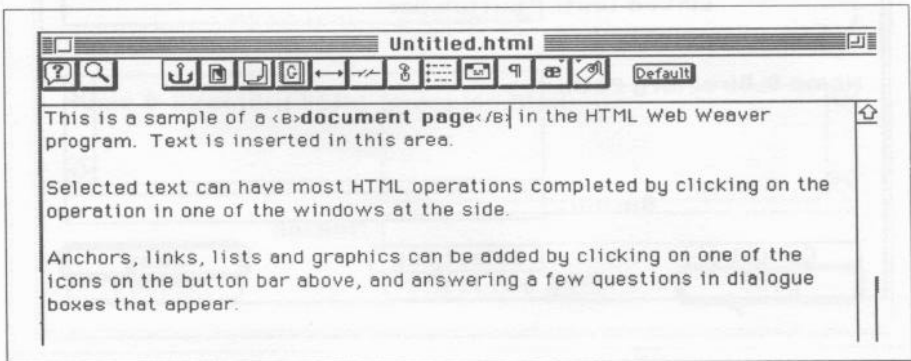 Untitled.html
? G ¶ æ Default
This is a sample of a <B>document page</B> in the HTML Web Weaver
program. Text is inserted in this area.
Selected text can have most HTML operations completed by clicking on the
operation in one of the windows at the side.
Anchors, links, lists and graphics can be added by clicking on one of the
icons on the button bar above, and answering a few questions in dialogue
boxes that appear.